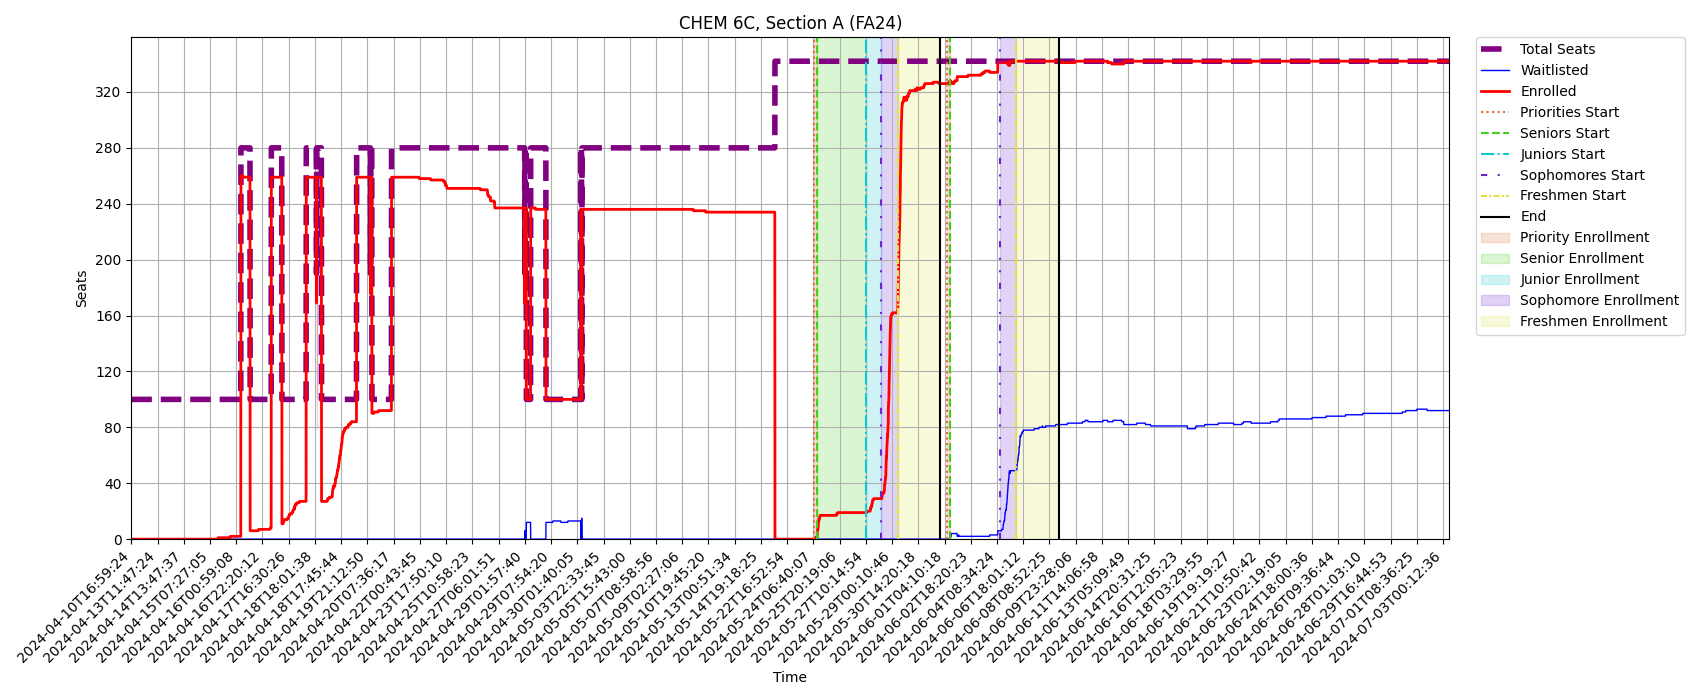 CHEM 6C, Section A (FA24)
Total Seats
Waitlisted
Enrolled
Priorities Start
Seniors Start
Juniors Start
Sophomores Start
Freshmen Start
End
Priority Enrollment
Senior Enrollment
Junior Enrollment
Sophomore Enrollment
Freshmen Enrollment
Seats
320
280
240
200
160
120
80
40
0
2024-04-10T16:59:24
2024-04-13T11:47:24
2024-04-14T13:47:37
2024-04-15T07:27:05
2024-04-16T00:59:08
2024-04-16T22:20:12
2024-04-17T16:30:26
2024-04-18T18:01:38
2024-04-18T17:45:44
2024-04-19T21:12:50
2024-04-20T07:36:17
2024-04-22T00:43:45
2024-04-23T17:50:10
2024-04-25T10:58:23
2024-04-27T06:01:51
2024-04-29T01:57:40
2024-04-29T07:54:20
2024-04-30T01:40:05
2024-05-03T22:33:45
2024-05-05T15:43:00
2024-05-07T08:58:56
2024-05-09T02:27:06
2024-05-10T19:45:20
2024-05-13T00:51:34
2024-05-14T19:18:25
2024-05-22T16:52:54
2024-05-24T06:40:07
2024-05-25T20:19:06
2024-05-27T10:14:54
2024-05-29T00:10:46
2024-05-30T14:20:19
2024-06-01T04:10:18
2024-06-02T18:20:23
2024-06-04T08:34:24
2024-06-06T18:01:12
2024-06-08T08:52:25
2024-06-09T23:28:06
2024-06-11T14:06:58
2024-06-13T05:09:49
2024-06-14T20:31:25
2024-06-16T12:05:23
2024-06-18T03:29:55
2024-06-19T19:19:27
2024-06-21T10:50:42
2024-06-23T02:19:05
2024-06-24T18:00:36
2024-06-26T09:36:44
2024-06-28T01:03:10
2024-06-29T16:44:53
2024-07-01T08:36:25
2024-07-03T00:12:36
Time